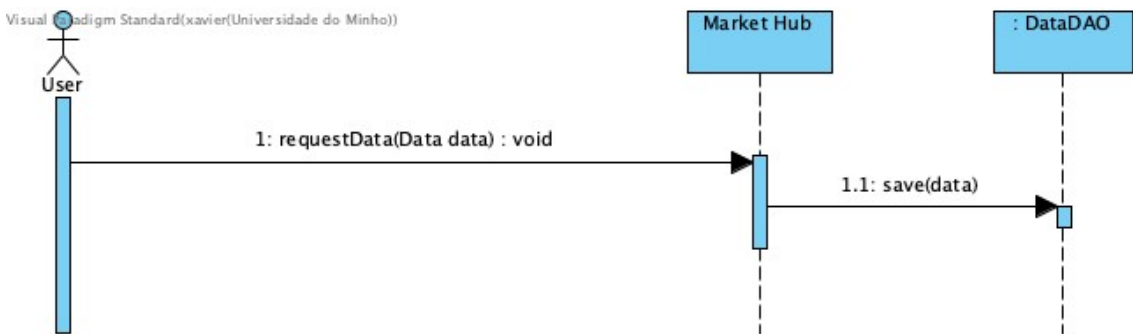 Visual Paradigm Standard(xavier(Universidade do Minho))
Market Hub
: DataDAO
User
1: requestData(Data data) : void
1.1: save(data)